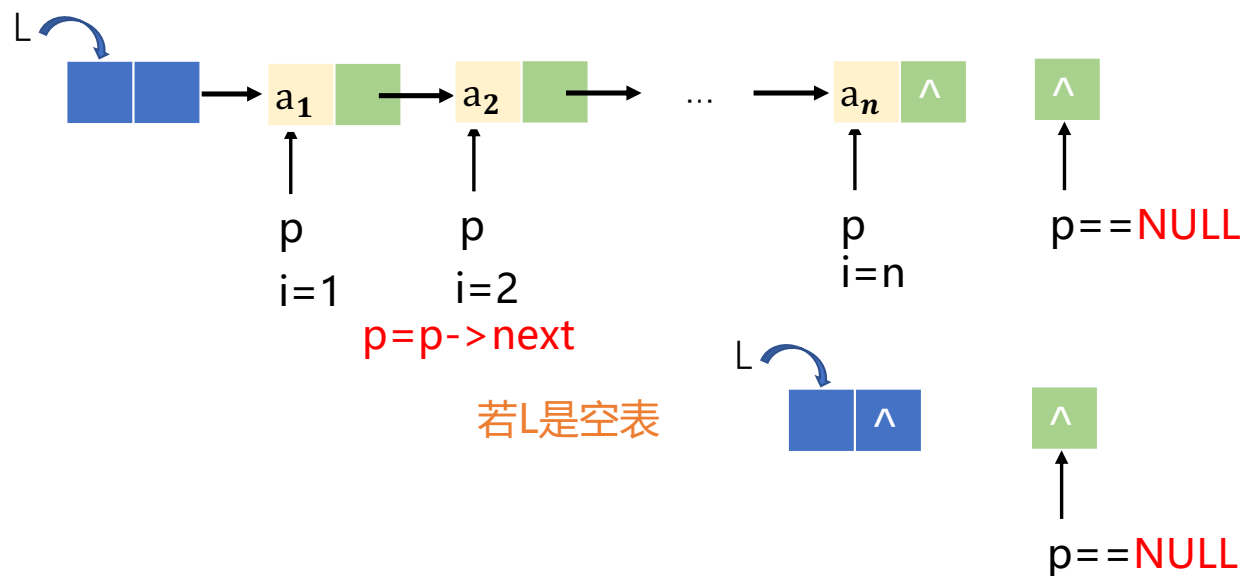 L
a₁ a₂ ... aₙ ^ ^
p p p p==NULL
i=1 i=2 i=n
p=p->next
L
若L是空表 ^ ^
p==NULL